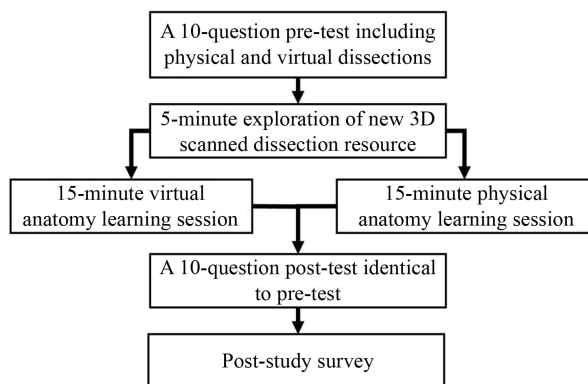 A 10-question pre-test including
physical and virtual dissections
5-minute exploration of new 3D
scanned dissection resource
15-minute virtual
anatomy learning session
15-minute physical
anatomy learning session
A 10-question post-test identical
to pre-test
Post-study survey